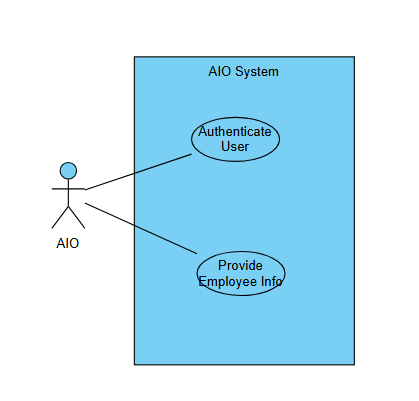 AIO System
Authenticate
User
AIO
Provide
Employee Info